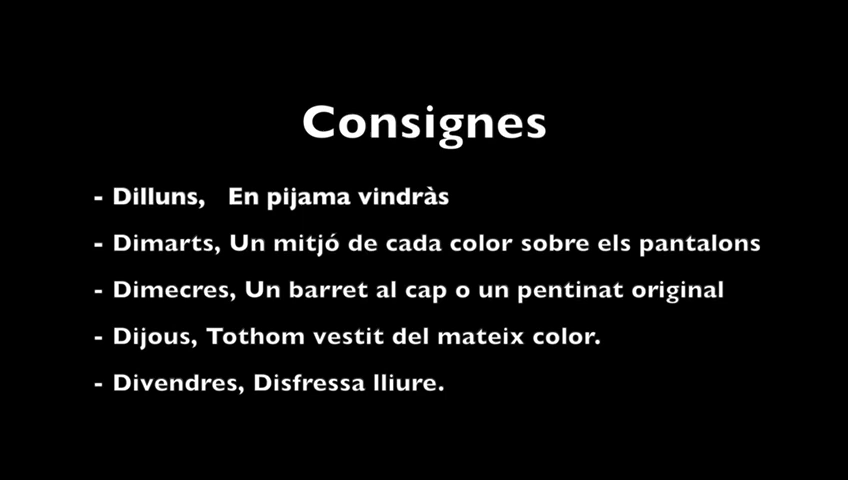 Consignes
- Dilluns, En pijama vindràs
- Dimarts, Un mitjó de cada color sobre els pantalons
- Dimecres, Un barret al cap o un pentinat original
- Dijous, Tothom vestit del mateix color.
- Divendres, Disfressa lliure.